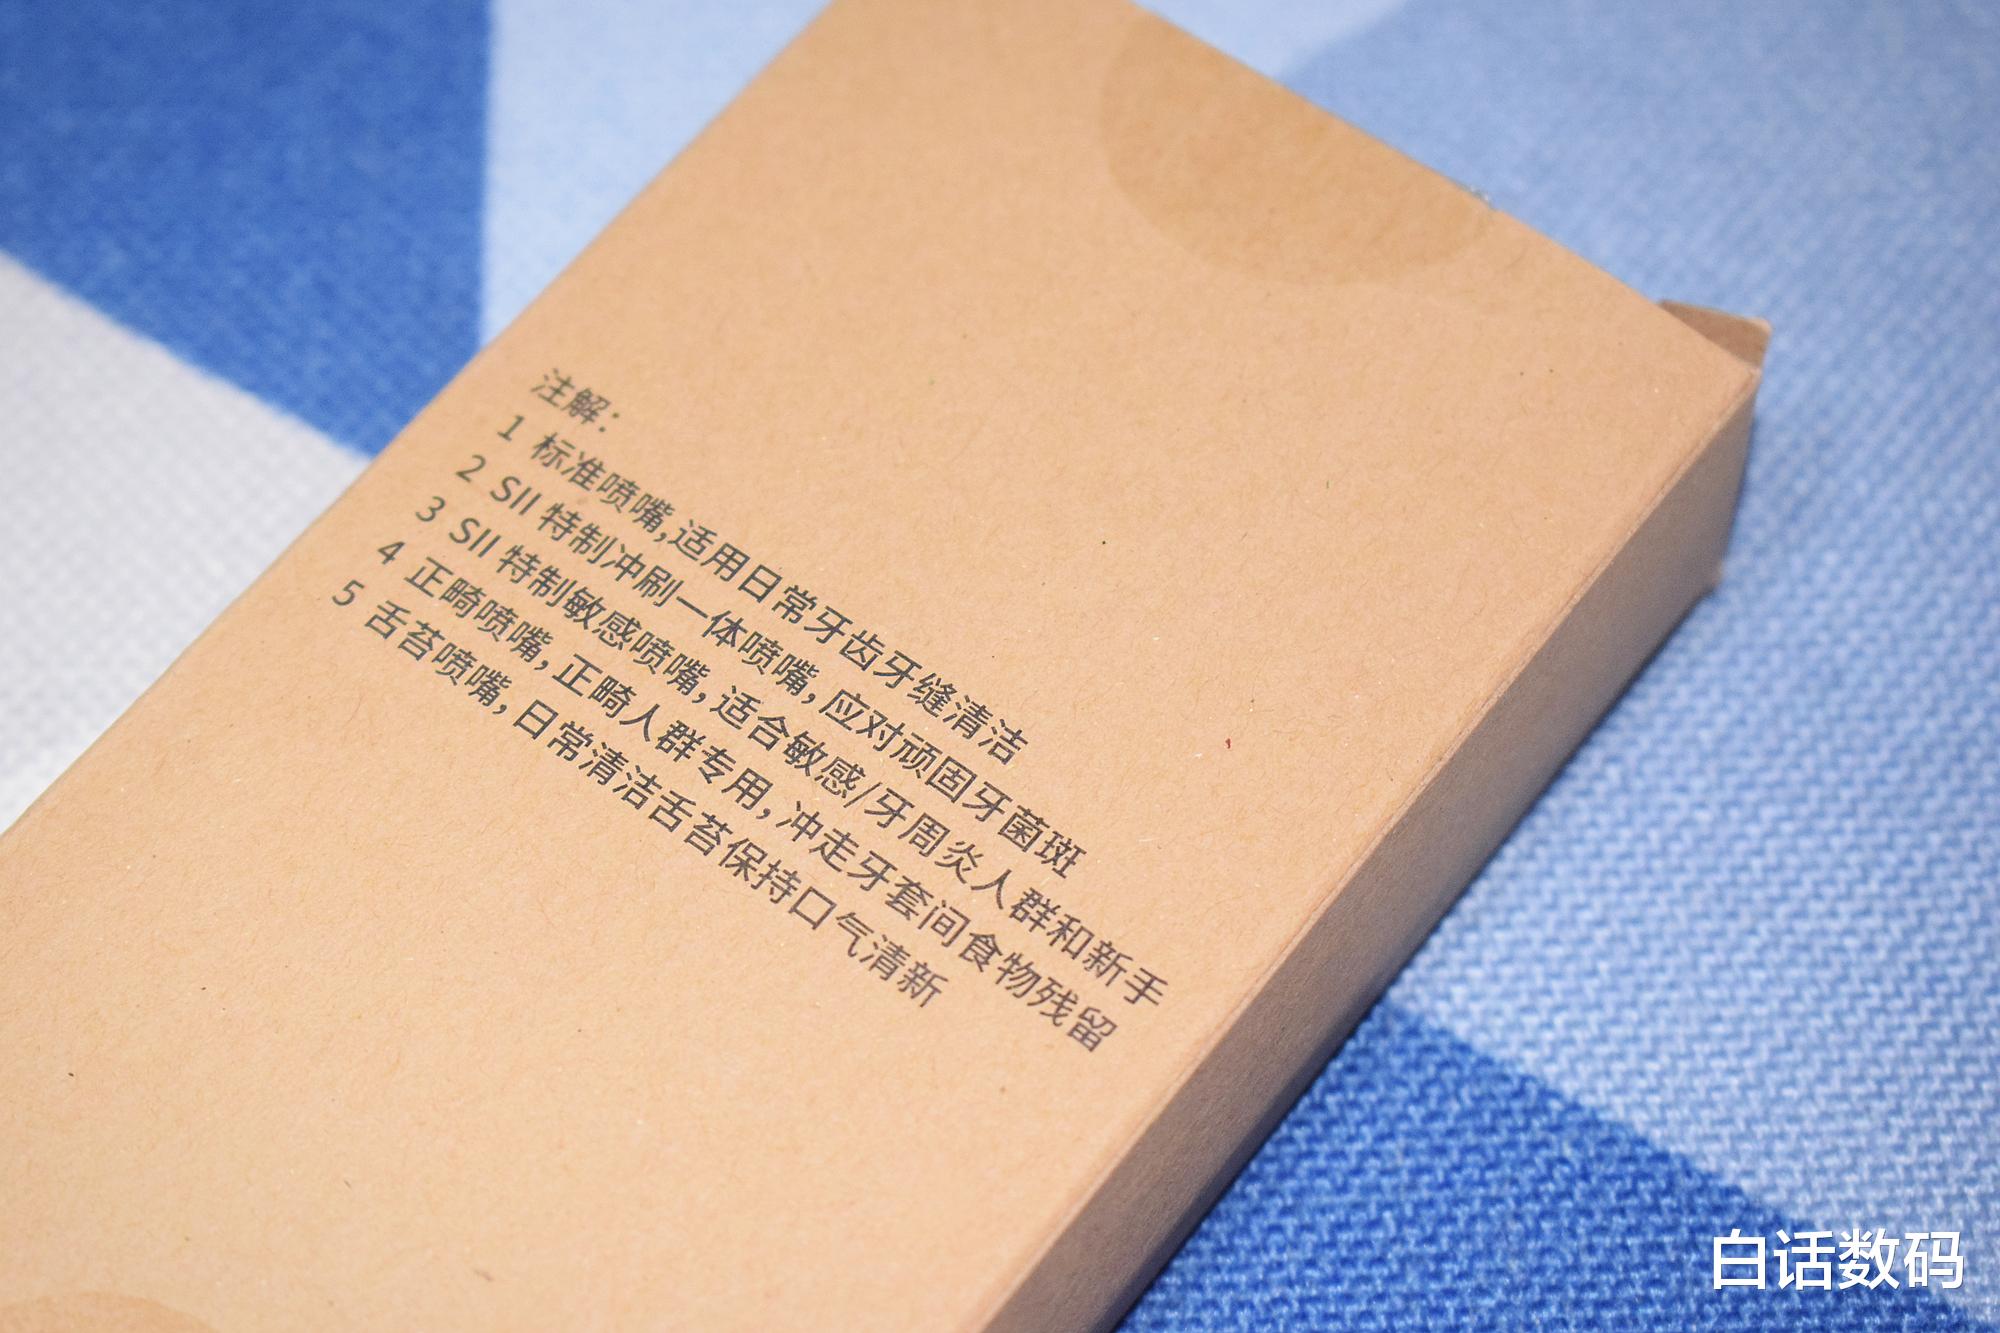 注解：
1 标准喷嘴,适用日常牙齿牙缝清洁
2 SII 特制冲刷一体喷嘴, 应对顽固牙菌斑
3 SII 特制敏感喷嘴, 适合敏感/牙周炎人群和新手
4 正畸喷嘴, 正畸人群专用, 冲走牙套间食物残留
5 舌苔喷嘴, 日常清洁舌苔保持口气清新
白话数码